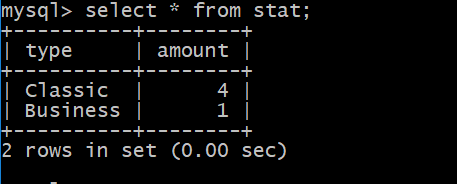 mysql> select * from stat;
+----------+--------+
| type     | amount |
+----------+--------+
| Classic  |      4 |
| Business |      1 |
+----------+--------+
2 rows in set (0.00 sec)